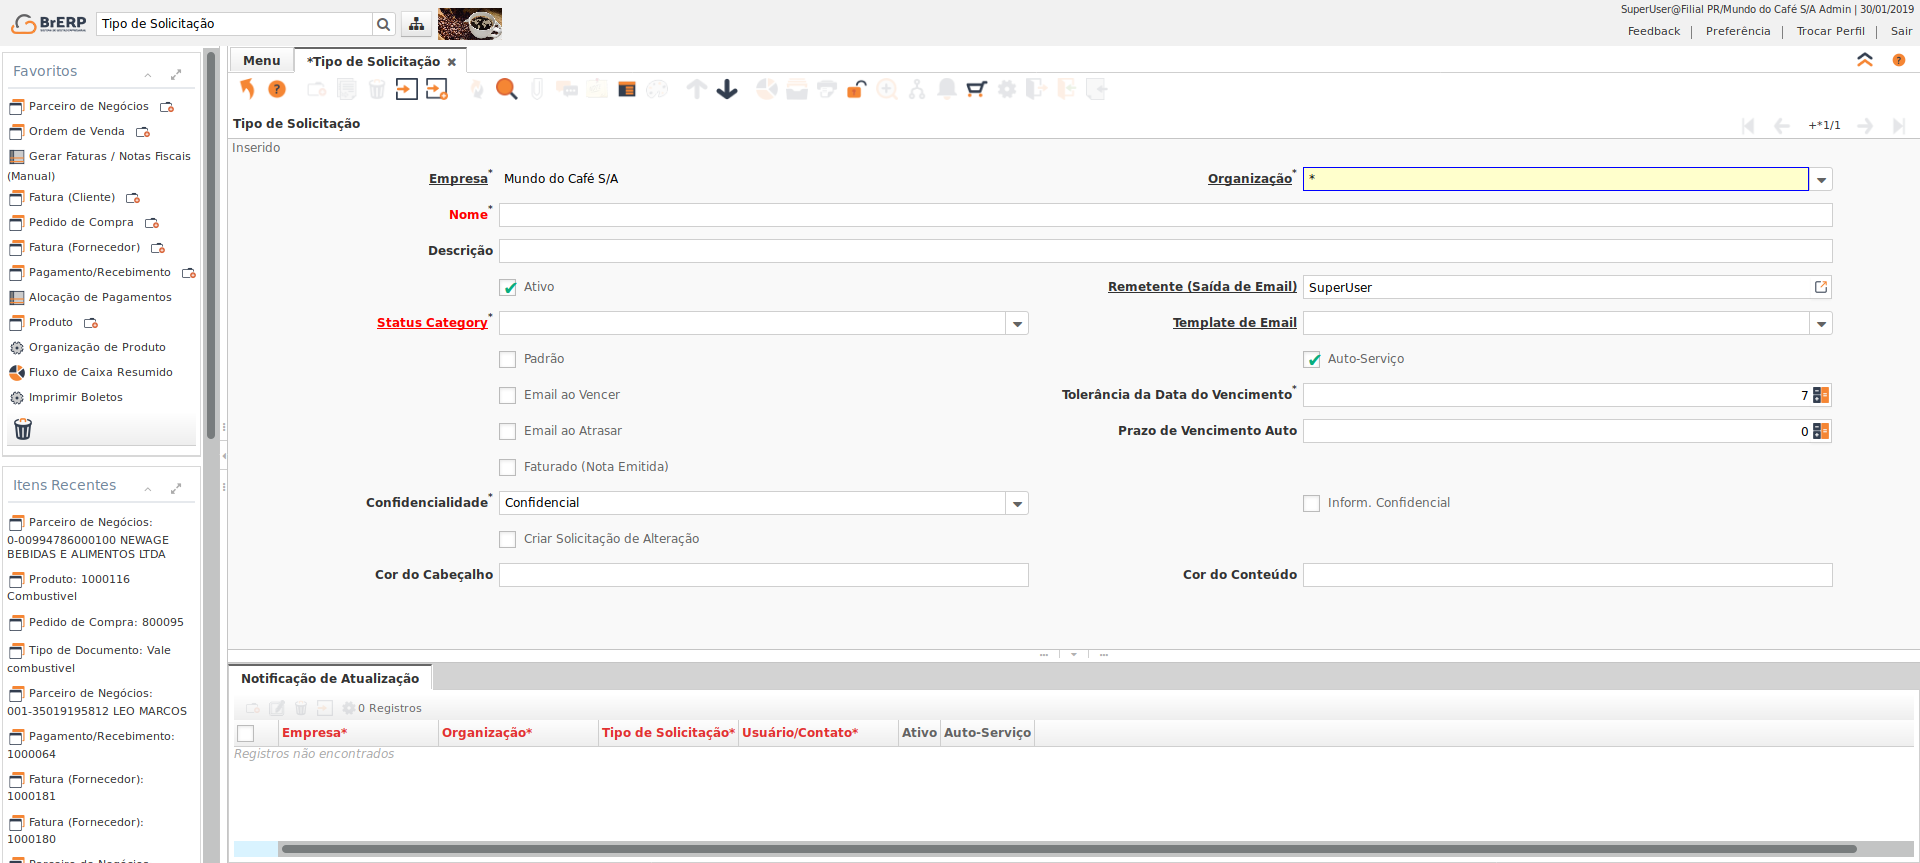 BrERP
Tipo de Solicitação
SuperUser@Filial PR/Mundo do Café S/A Admin | 30/01/2019
Feedback | Preferência | Trocar Perfil | Sair
Favoritos
Parceiro de Negócios
Ordem de Venda
Gerar Faturas / Notas Fiscais
(Manual)
Fatura (Cliente)
Pedido de Compra
Fatura (Fornecedor)
Pagamento/Recebimento
Alocação de Pagamentos
Produto
Organização de Produto
Fluxo de Caixa Resumido
Imprimir Boletos
Itens Recentes
Parceiro de Negócios:
0-00994786000100 NEWAGE
BEBIDAS E ALIMENTOS LTDA
Produto: 1000116
Combustivel
Pedido de Compra: 800095
Tipo de Documento: Vale
combustivel
Parceiro de Negócios:
001-35019195812 LEO MARCOS
Pagamento/Recebimento:
1000064
Fatura (Fornecedor):
1000181
Fatura (Fornecedor):
1000180
Menu
*Tipo de Solicitação
Tipo de Solicitação
+*1/1
Inserido
Empresa* Mundo do Café S/A
Organização* *
Nome*
Descrição
Ativo
Remetente (Saída de Email) SuperUser
Status Category*
Template de Email
Padrão
Auto-Serviço
Email ao Vencer
Tolerância da Data do Vencimento* 7
Email ao Atrasar
Prazo de Vencimento Auto 0
Faturado (Nota Emitida)
Confidencialidade* Confidencial
Inform. Confidencial
Criar Solicitação de Alteração
Cor do Cabeçalho
Cor do Conteúdo
Notificação de Atualização
0 Registros
Empresa* Organização* Tipo de Solicitação* Usuário/Contato* Ativo Auto-Serviço
Registros não encontrados